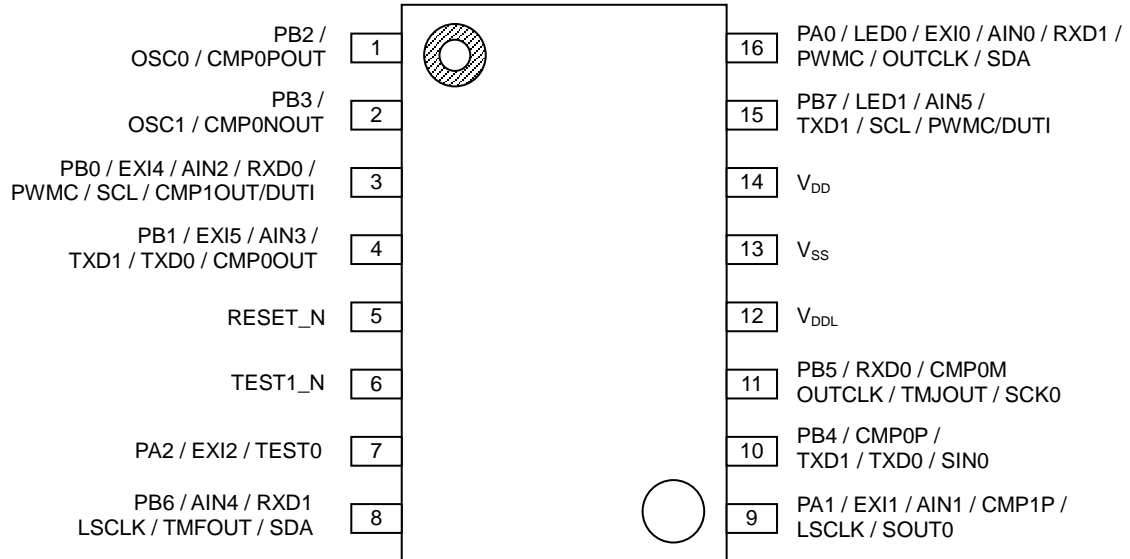 PB2 /
OSC0 / CMP0POUT
1
16
PA0 / LED0 / EXI0 / AIN0 / RXD1 /
PWMC / OUTCLK / SDA
PB3 /
OSC1 / CMP0NOUT
2
15
PB7 / LED1 / AIN5 /
TXD1 / SCL / PWMC/DUTI
PB0 / EXI4 / AIN2 / RXD0 /
PWMC / SCL / CMP1OUT/DUTI
3
14
VDD
PB1 / EXI5 / AIN3 /
TXD1 / TXD0 / CMP0OUT
4
13
VSS
RESET_N
5
12
VDDL
TEST1_N
6
11
PB5 / RXD0 / CMP0M
OUTCLK / TMJOUT / SCK0
PA2 / EXI2 / TEST0
7
10
PB4 / CMP0P /
TXD1 / TXD0 / SIN0
PB6 / AIN4 / RXD1
LSCLK / TMFOUT / SDA
8
9
PA1 / EXI1 / AIN1 / CMP1P /
LSCLK / SOUT0